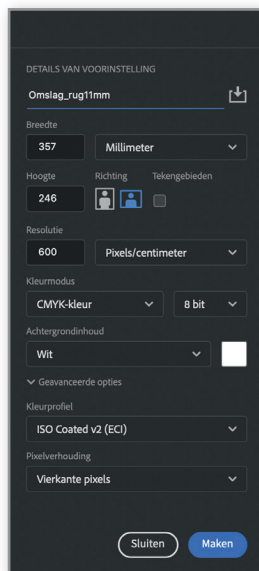 DETAILS VAN VOORINSTELLING
Omslag_rug11mm
Breedte
357 Millimeter
Hoogte Richting Tekengebieden
246
Resolutie
600 Pixels/centimeter
Kleurmodus
CMYK-kleur 8 bit
Achtergrondinhoud
Wit
Geavanceerde opties
Kleurprofiel
ISO Coated v2 (ECI)
Pixelverhouding
Vierkante pixels
Sluiten Maken